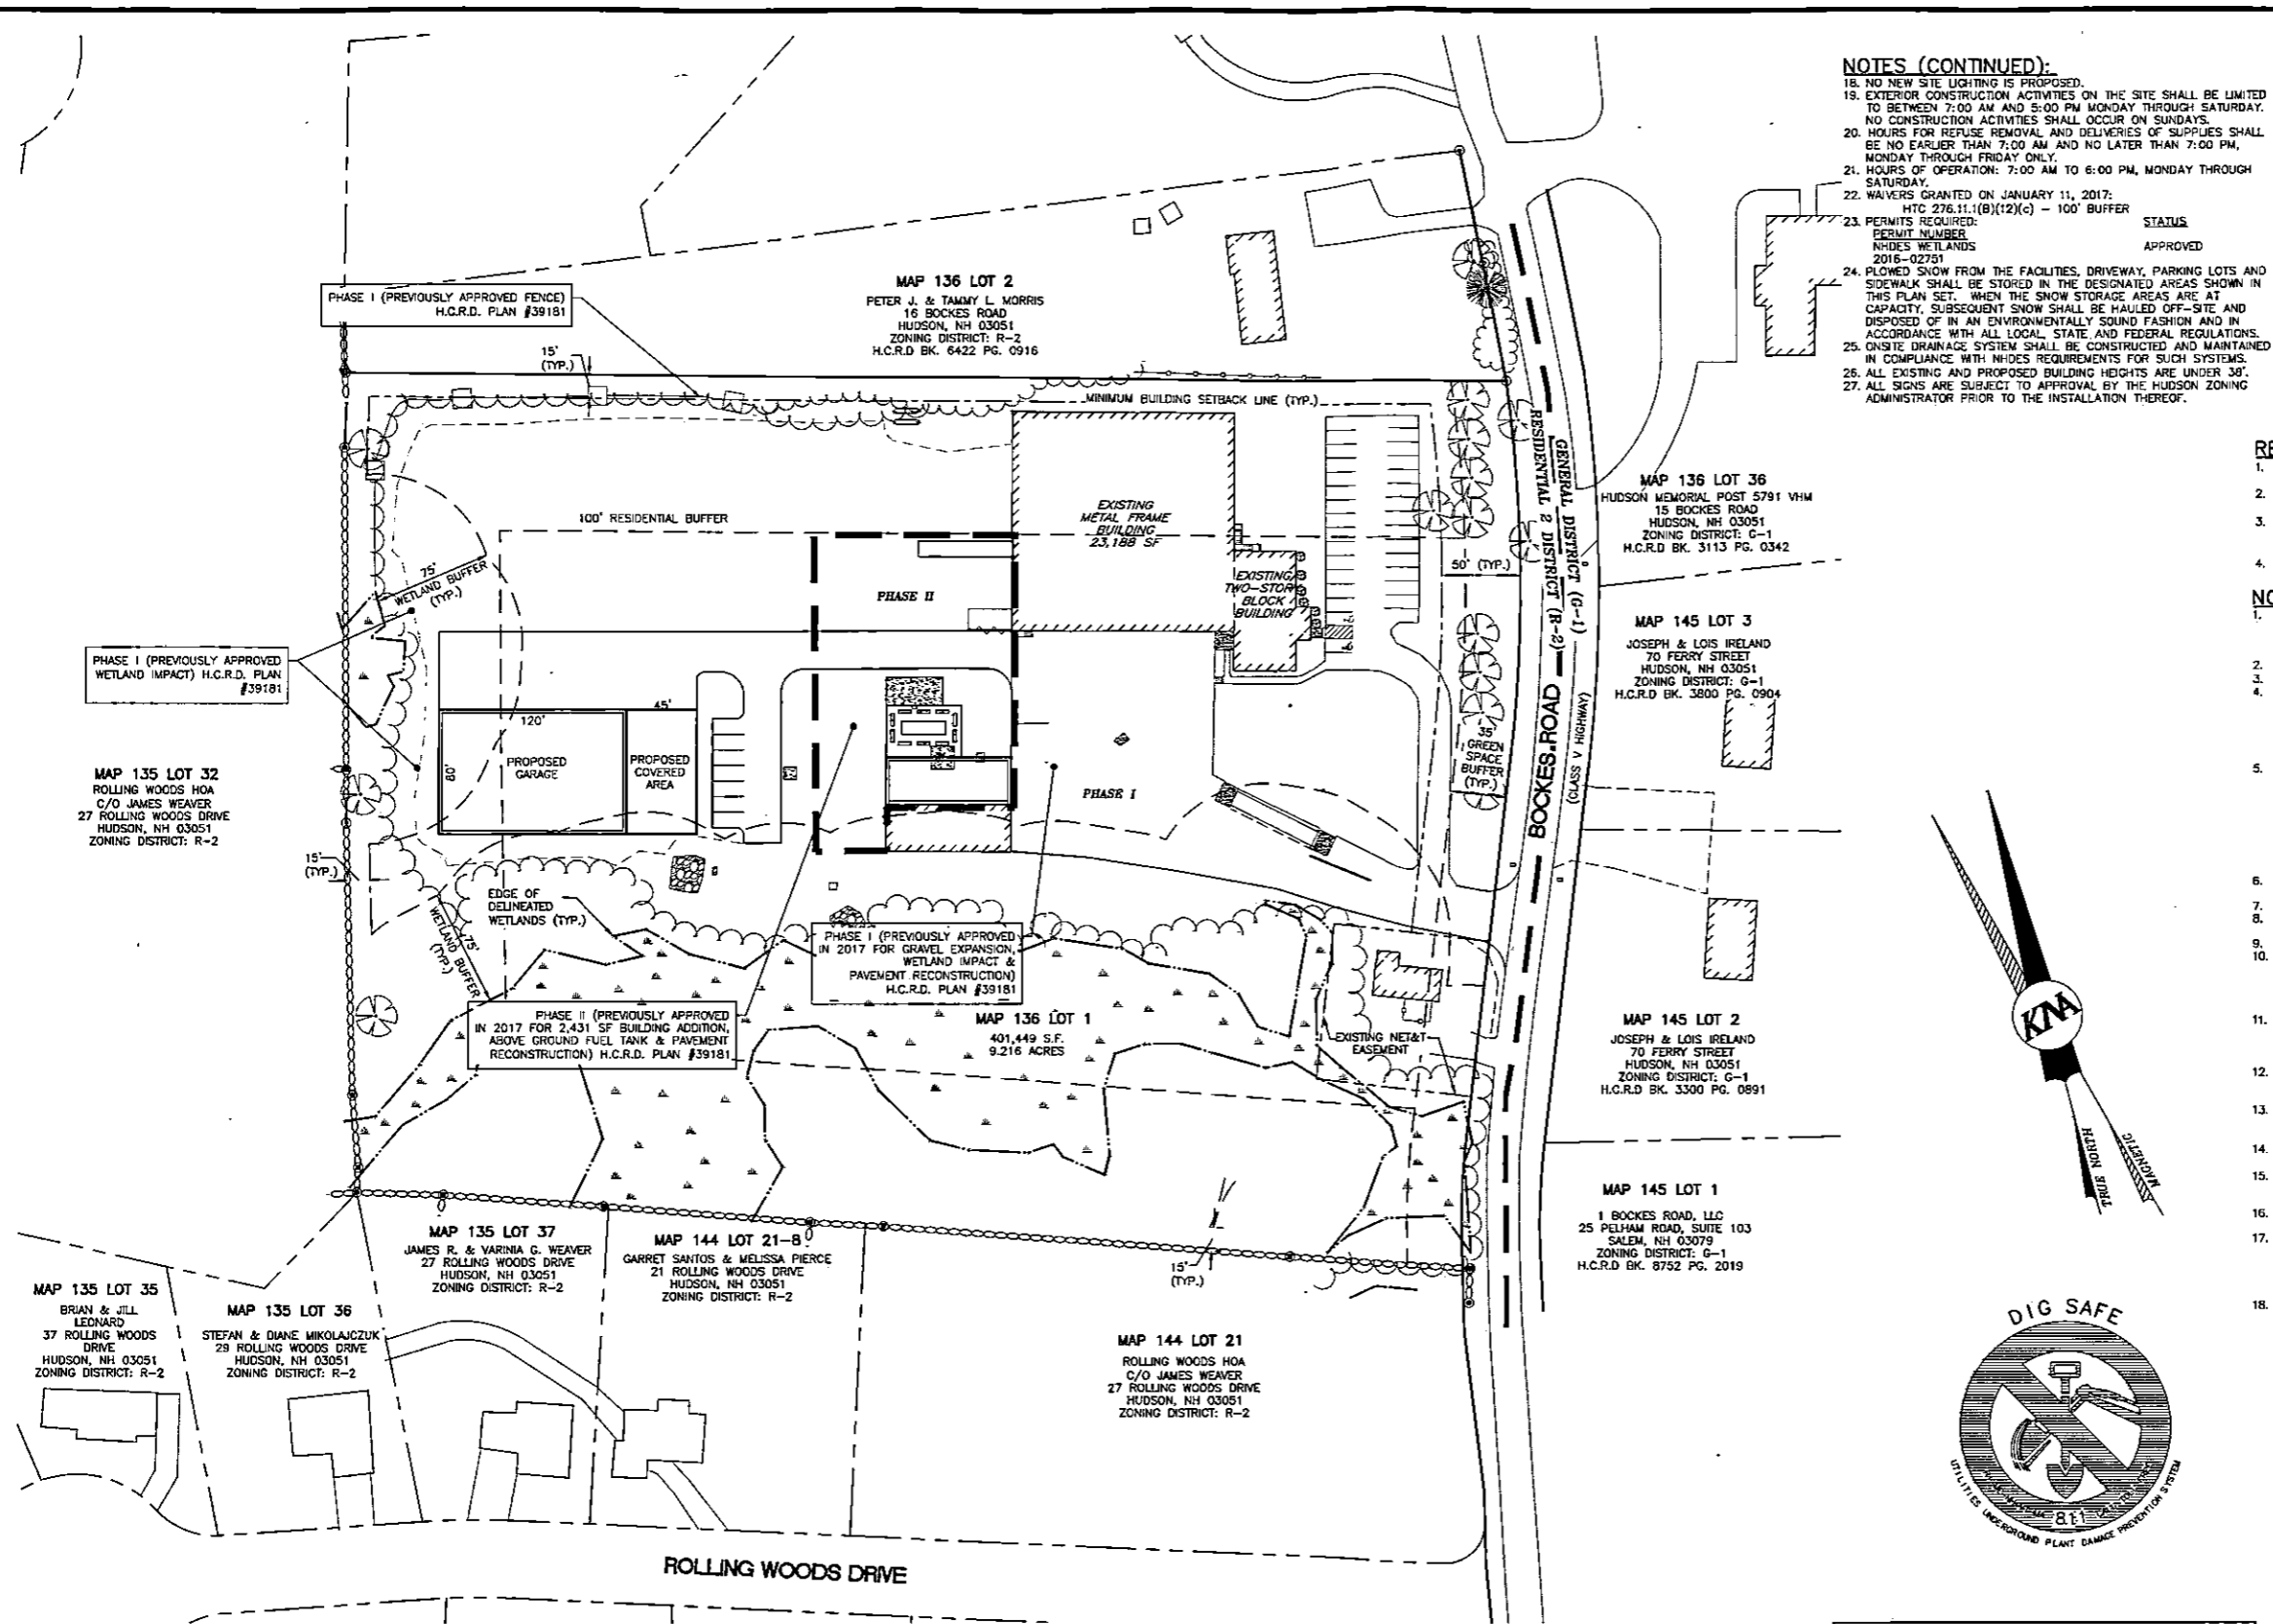 NOTES (CONTINUED):
18. NO NEW SITE LIGHTING IS PROPOSED.
19. EXTERIOR CONSTRUCTION ACTIVITIES ON THE SITE SHALL BE LIMITED
TO BETWEEN 7:00 AM AND 5:00 PM MONDAY THROUGH SATURDAY.
NO CONSTRUCTION ACTIVITIES SHALL OCCUR ON SUNDAYS.
20. HOURS FOR REFUSE REMOVAL AND DELIVERIES OF SUPPLIES SHALL
BE NO EARLIER THAN 7:00 AM AND NO LATER THAN 7:00 PM,
MONDAY THROUGH FRIDAY ONLY.
21. HOURS OF OPERATION: 7:00 AM TO 6:00 PM, MONDAY THROUGH
SATURDAY.
22. WAIVERS GRANTED ON JANUARY 11, 2017:
HTC 276.11.1(B)(12)(c) – 100' BUFFER
23. PERMITS REQUIRED: STATUS
PERMIT NUMBER
NHDES WETLANDS APPROVED
2016-02751
24. PLOWED SNOW FROM THE FACILITIES, DRIVEWAY, PARKING LOTS AND
SIDEWALK SHALL BE STORED IN THE DESIGNATED AREAS SHOWN IN
THIS PLAN SET. WHEN THE SNOW STORAGE AREAS ARE AT
CAPACITY, SUBSEQUENT SNOW SHALL BE HAULED OFF-SITE AND
DISPOSED OF IN AN ENVIRONMENTALLY SOUND FASHION AND IN
ACCORDANCE WITH ALL LOCAL, STATE AND FEDERAL REGULATIONS.
25. ONSITE DRAINAGE SYSTEM SHALL BE CONSTRUCTED AND MAINTAINED
IN COMPLIANCE WITH NHDES REQUIREMENTS FOR SUCH SYSTEMS.
26. ALL EXISTING AND PROPOSED BUILDING HEIGHTS ARE UNDER 38'.
27. ALL SIGNS ARE SUBJECT TO APPROVAL BY THE HUDSON ZONING
ADMINISTRATOR PRIOR TO THE INSTALLATION THEREOF.
PHASE I (PREVIOUSLY APPROVED FENCE)
H.C.R.D. PLAN #39181
MAP 136 LOT 2
PETER J. & TAMMY L. MORRIS
16 BOCKES ROAD
HUDSON, NH 03051
ZONING DISTRICT: R-2
H.C.R.D BK. 6422 PG. 0916
15'
(TYP.)
MINIMUM BUILDING SETBACK LINE (TYP.)
100' RESIDENTIAL BUFFER
EXISTING
METAL FRAME
BUILDING
23,188 SF
EXISTING
TWO-STORY
BLOCK
BUILDING
PHASE II
75'
WETLAND BUFFER
(TYP.)
50' (TYP.)
GENERAL DISTRICT (G-1)
RESIDENTIAL 2 DISTRICT (R-2)
MAP 136 LOT 36
HUDSON MEMORIAL POST 5791 VHM
15 BOCKES ROAD
HUDSON, NH 03051
ZONING DISTRICT: G-1
H.C.R.D BK. 3113 PG. 0342
MAP 145 LOT 3
JOSEPH & LOIS IRELAND
70 FERRY STREET
HUDSON, NH 03051
ZONING DISTRICT: G-1
H.C.R.D BK. 3800 PG. 0904
PHASE I (PREVIOUSLY APPROVED
WETLAND IMPACT) H.C.R.D. PLAN
#39181
MAP 135 LOT 32
ROLLING WOODS HOA
C/O JAMES WEAVER
27 ROLLING WOODS DRIVE
HUDSON, NH 03051
ZONING DISTRICT: R-2
120'
45'
80'
PROPOSED
GARAGE
PROPOSED
COVERED
AREA
PHASE I
35'
GREEN
SPACE
BUFFER
(TYP.)
BOCKES ROAD
(CLASS V HIGHWAY)
15'
(TYP.)
75'
WETLAND BUFFER
(TYP.)
EDGE OF
DELINEATED
WETLANDS (TYP.)
PHASE I (PREVIOUSLY APPROVED
IN 2017 FOR GRAVEL EXPANSION,
WETLAND IMPACT &
PAVEMENT RECONSTRUCTION)
H.C.R.D. PLAN #39181
PHASE II (PREVIOUSLY APPROVED
IN 2017 FOR 2,431 SF BUILDING ADDITION,
ABOVE GROUND FUEL TANK & PAVEMENT
RECONSTRUCTION) H.C.R.D. PLAN #39181
MAP 136 LOT 1
401,449 S.F.
9.216 ACRES
EXISTING NET&T
EASEMENT
MAP 145 LOT 2
JOSEPH & LOIS IRELAND
70 FERRY STREET
HUDSON, NH 03051
ZONING DISTRICT: G-1
H.C.R.D BK. 3300 PG. 0891
MAP 145 LOT 1
1 BOCKES ROAD, LLC
25 PELHAM ROAD, SUITE 103
SALEM, NH 03079
ZONING DISTRICT: G-1
H.C.R.D BK. 8752 PG. 2019
KNA
TRUE NORTH
MAGNETIC
MAP 135 LOT 37
JAMES R. & VARINIA G. WEAVER
27 ROLLING WOODS DRIVE
HUDSON, NH 03051
ZONING DISTRICT: R-2
MAP 144 LOT 21-8
GARRET SANTOS & MELISSA PIERCE
21 ROLLING WOODS DRIVE
HUDSON, NH 03051
ZONING DISTRICT: R-2
15'
(TYP.)
MAP 135 LOT 35
BRIAN & JILL
LEONARD
37 ROLLING WOODS
DRIVE
HUDSON, NH 03051
ZONING DISTRICT: R-2
MAP 135 LOT 36
STEFAN & DIANE MIKOLAJCZUK
29 ROLLING WOODS DRIVE
HUDSON, NH 03051
ZONING DISTRICT: R-2
MAP 144 LOT 21
ROLLING WOODS HOA
C/O JAMES WEAVER
27 ROLLING WOODS DRIVE
HUDSON, NH 03051
ZONING DISTRICT: R-2
ROLLING WOODS DRIVE
DIG SAFE
811
UTILITIES UNDERGROUND PLANT DAMAGE PREVENTION SYSTEM
RE
1.
2.
3.
4.
NO
1.
2.
3.
4.
5.
6.
7.
8.
9.
10.
11.
12.
13.
14.
15.
16.
17.
18.